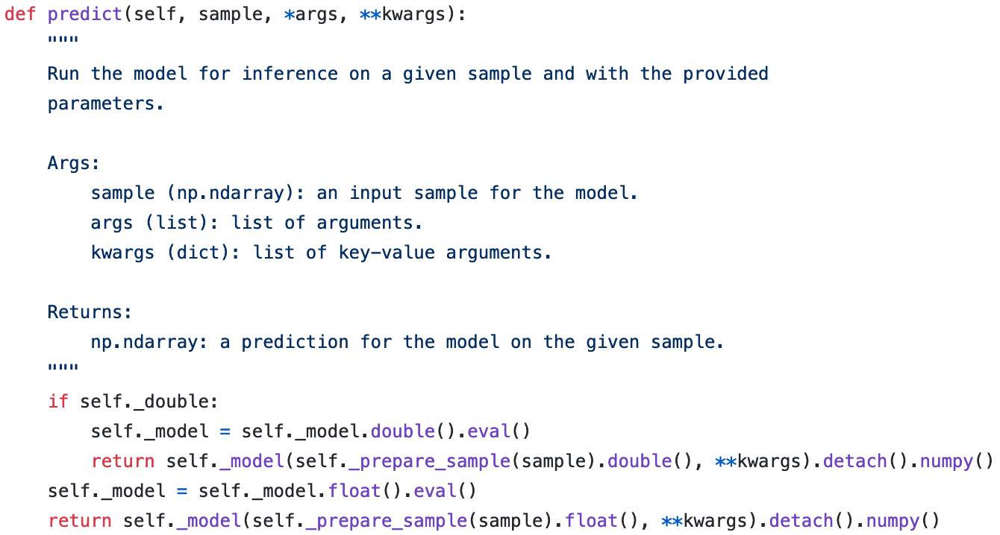 def predict(self, sample, *args, **kwargs):
    """
    Run the model for inference on a given sample and with the provided
    parameters.

    Args:
        sample (np.ndarray): an input sample for the model.
        args (list): list of arguments.
        kwargs (dict): list of key-value arguments.

    Returns:
        np.ndarray: a prediction for the model on the given sample.
    """
    if self._double:
        self._model = self._model.double().eval()
        return self._model(self._prepare_sample(sample).double(), **kwargs).detach().numpy()
    self._model = self._model.float().eval()
    return self._model(self._prepare_sample(sample).float(), **kwargs).detach().numpy()